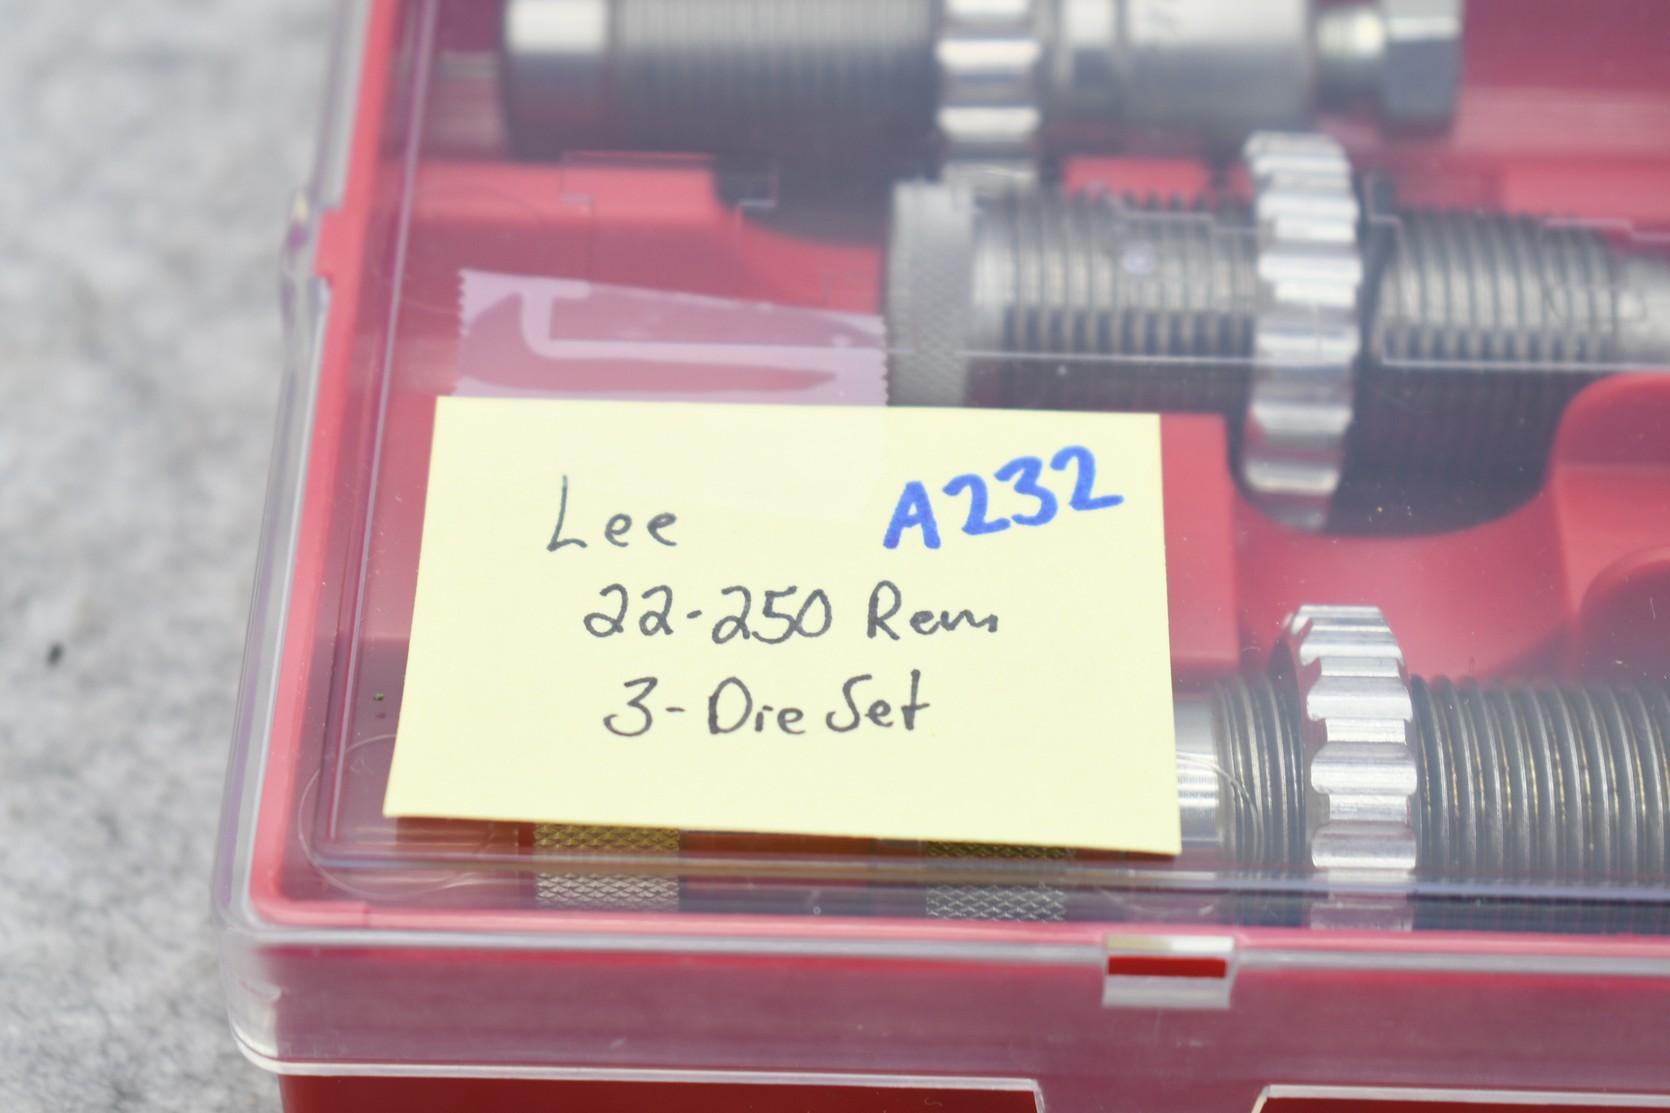 Lee A232
22-250 Rem
3-Die Set